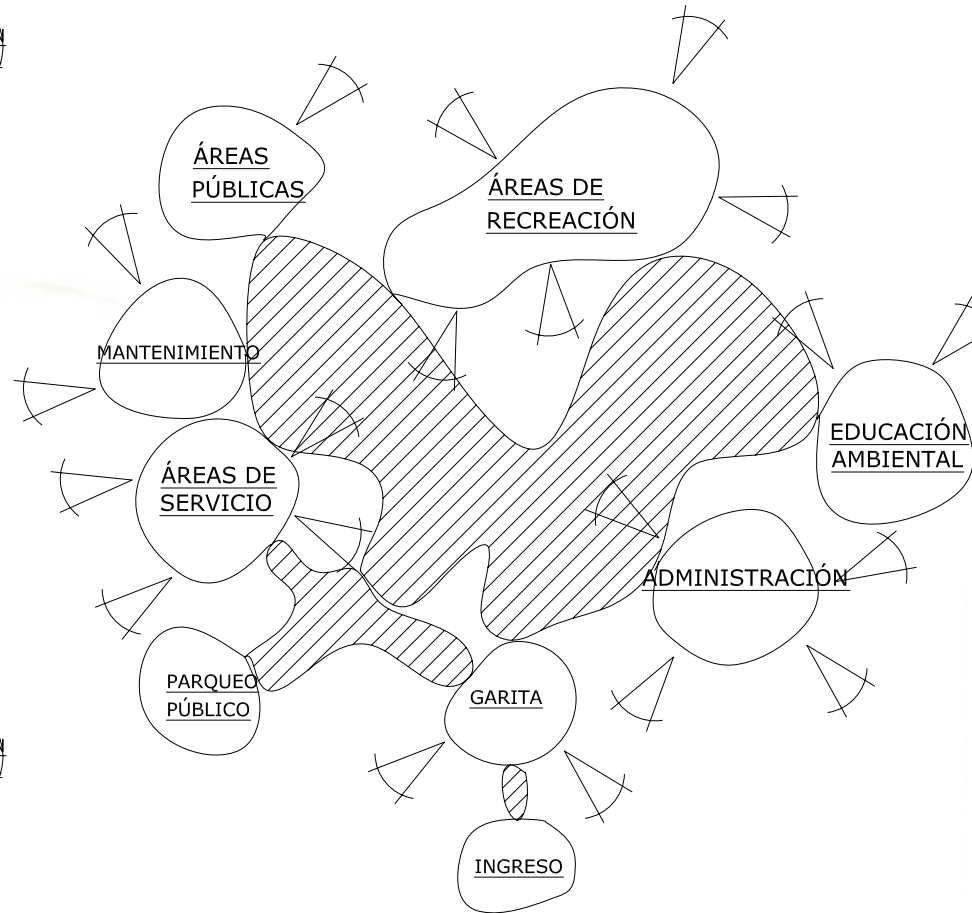 ÁREAS
PÚBLICAS
ÁREAS DE
RECREACIÓN
MANTENIMIENTO
EDUCACIÓN
AMBIENTAL
ÁREAS DE
SERVICIO
ADMINISTRACIÓN
PARQUEO
PÚBLICO
GARITA
INGRESO